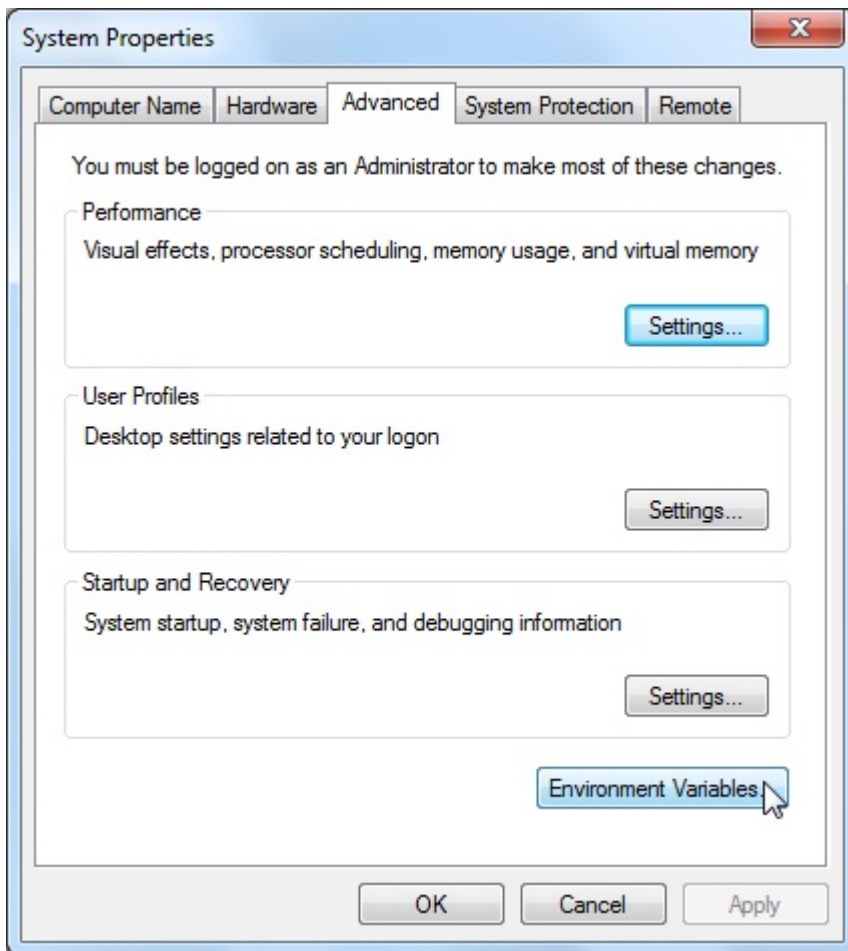 System Properties
Computer Name Hardware Advanced System Protection Remote
You must be logged on as an Administrator to make most of these changes.
Performance
Visual effects, processor scheduling, memory usage, and virtual memory
Settings...
User Profiles
Desktop settings related to your logon
Settings...
Startup and Recovery
System startup, system failure, and debugging information
Settings...
Environment Variables.
OK Cancel Apply